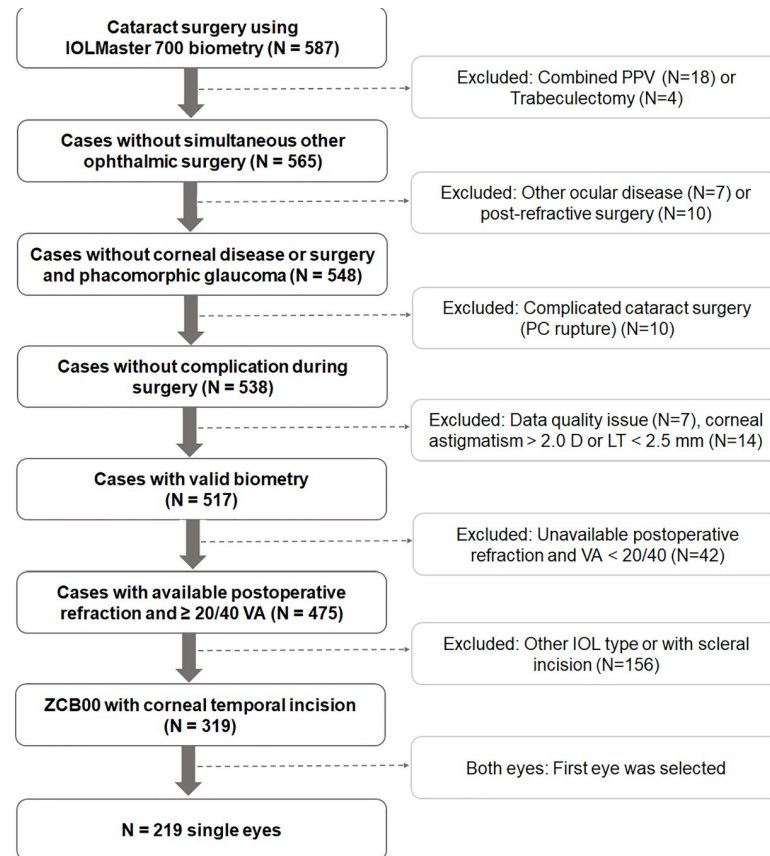 Cataract surgery using
IOLMaster 700 biometry (N = 587)
Excluded: Combined PPV (N=18) or
Trabeculectomy (N=4)
Cases without simultaneous other
ophthalmic surgery (N = 565)
Excluded: Other ocular disease (N=7) or
post-refractive surgery (N=10)
Cases without corneal disease or surgery
and phacomorphic glaucoma (N = 548)
Excluded: Complicated cataract surgery
(PC rupture) (N=10)
Cases without complication during
surgery (N = 538)
Excluded: Data quality issue (N=7), corneal
astigmatism > 2.0 D or LT < 2.5 mm (N=14)
Cases with valid biometry
(N = 517)
Excluded: Unavailable postoperative
refraction and VA < 20/40 (N=42)
Cases with available postoperative
refraction and ≥ 20/40 VA (N = 475)
Excluded: Other IOL type or with scleral
incision (N=156)
ZCB00 with corneal temporal incision
(N = 319)
Both eyes: First eye was selected
N = 219 single eyes